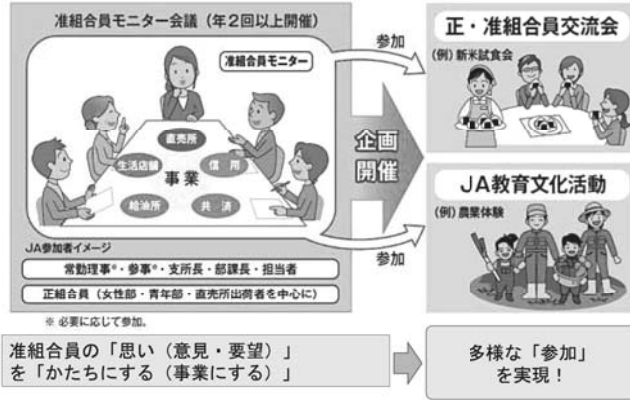 准組合員モニター会議（年2回以上開催）
准組合員モニター
直売所
生活店舗
信用
事業
給油所
共済
JA参加者イメージ
常勤理事※・参事※・支所長・部課長・担当者
正組合員（女性部・青年部・直売所出荷者を中心に）
※ 必要に応じて参加。
参加
企画
開催
参加
正・准組合員交流会
（例）新米試食会
JA教育文化活動
（例）農業体験
准組合員の「思い（意見・要望）」
を「かたちにする（事業にする）」
多様な「参加」
を実現！